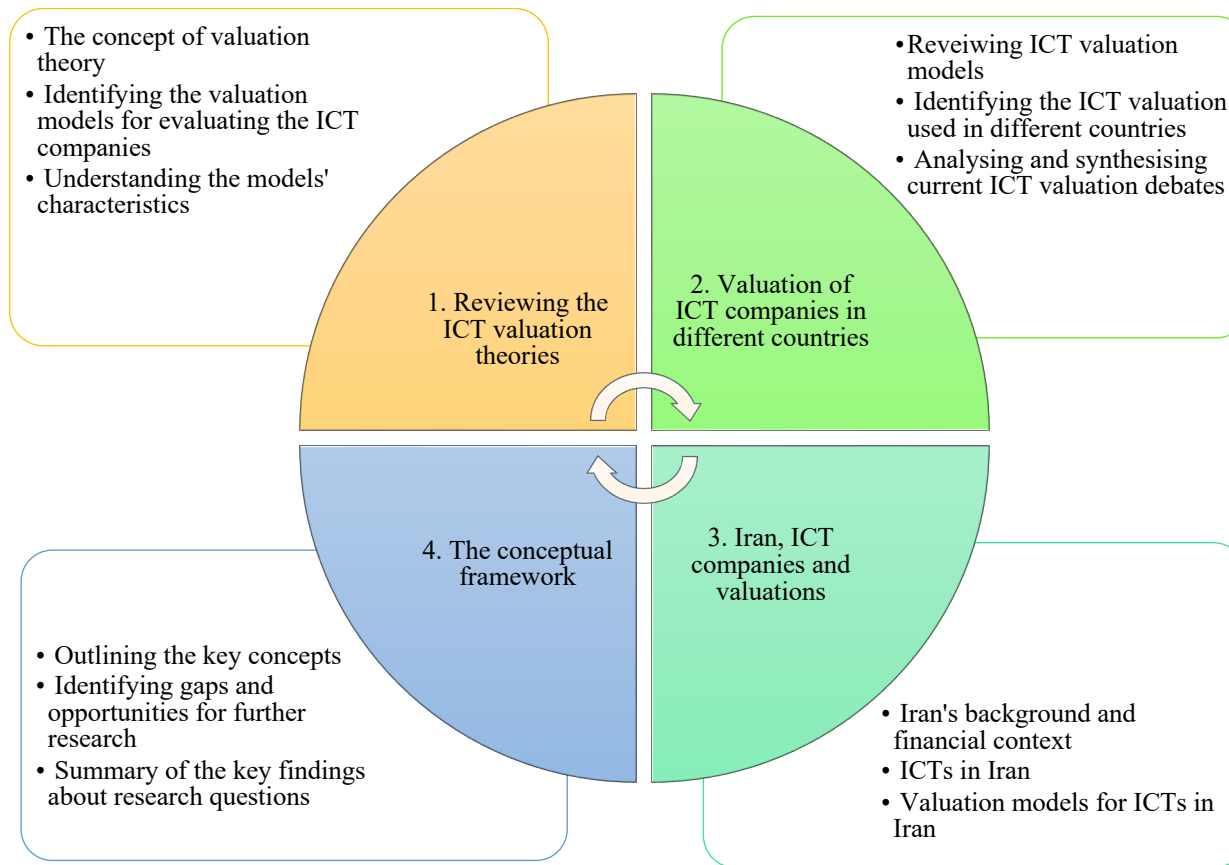 • The concept of valuation
theory
• Identifying the valuation
models for evaluating the ICT
companies
• Understanding the models'
characteristics
•Reveiwing ICT valuation
models
• Identifying the ICT valuation
used in different countries
• Analysing and synthesising
current ICT valuation debates
1. Reviewing the
ICT valuation
theories
2. Valuation of
ICT companies in
different countries
3. Iran, ICT
companies and
valuations
4. The conceptual
framework
• Iran's background and
financial context
• ICTs in Iran
• Valuation models for ICTs in
Iran
• Outlining the key concepts
• Identifying gaps and
opportunities for further
research
• Summary of the key findings
about research questions